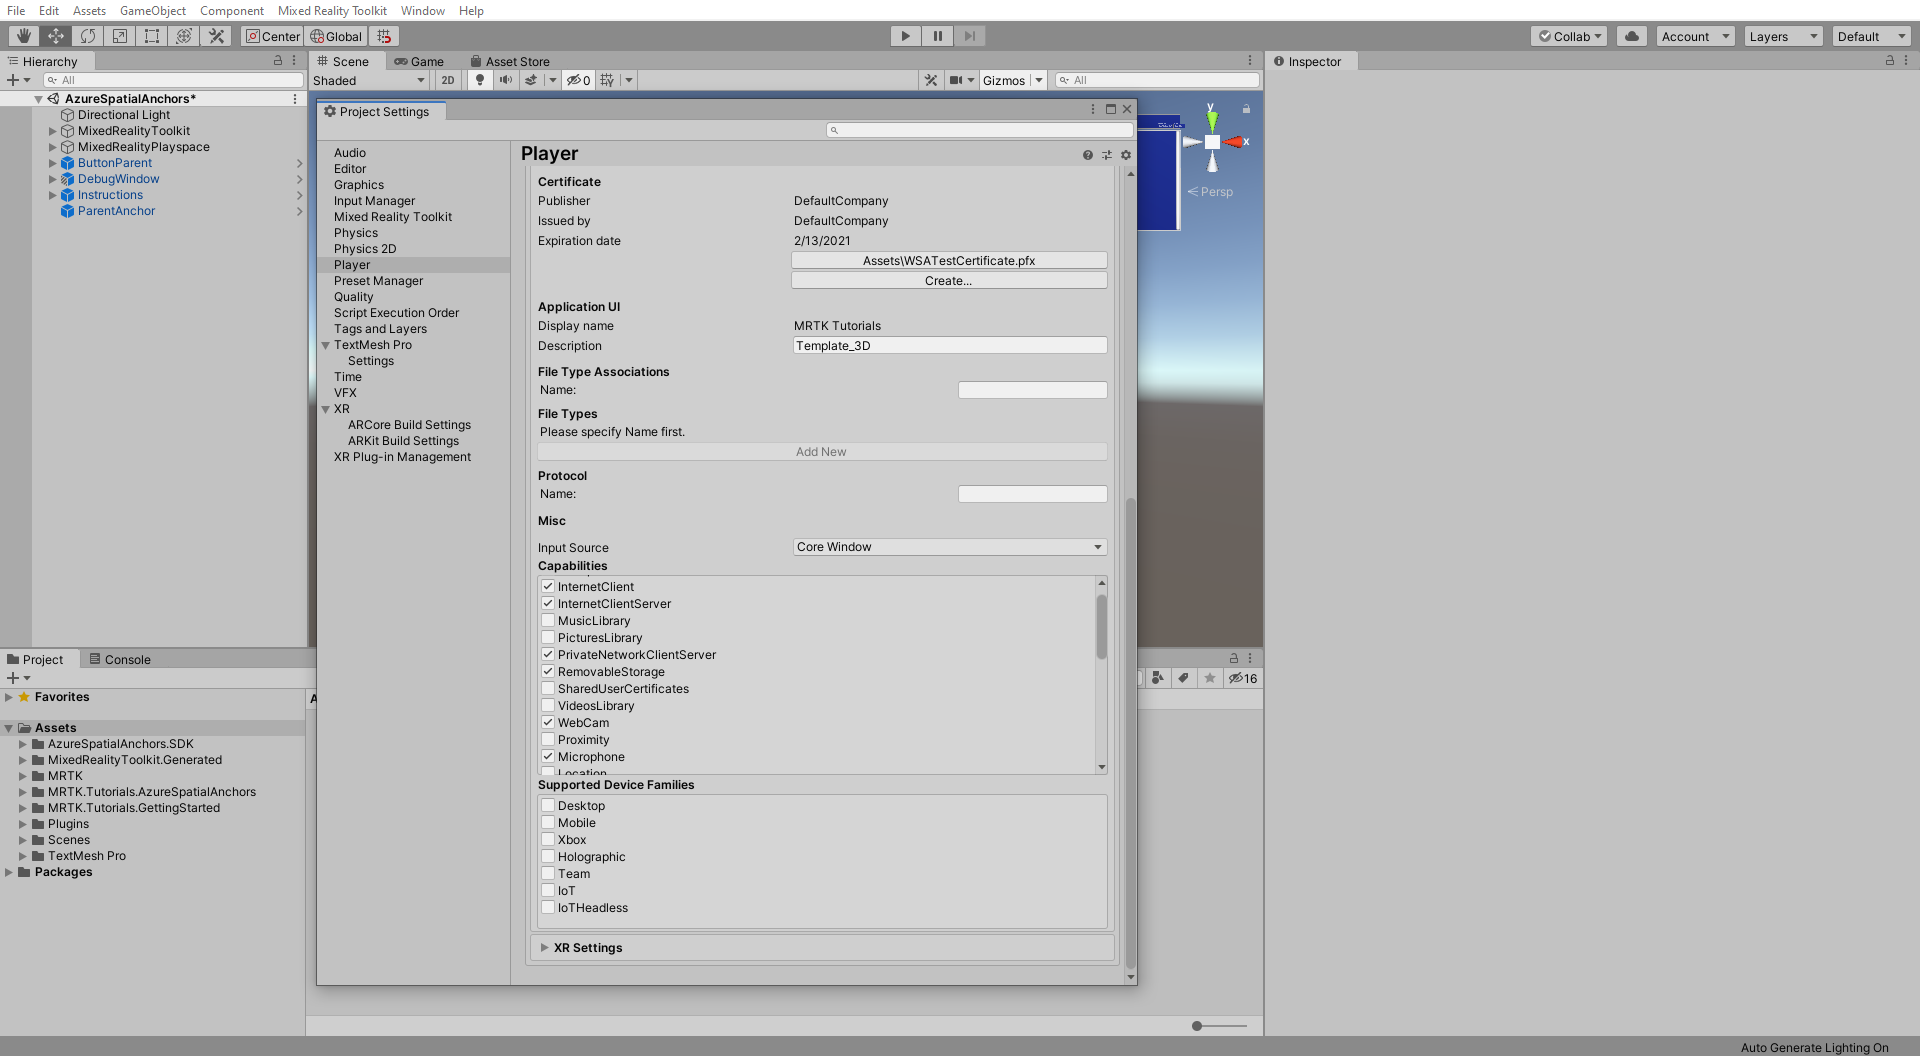 File Edit Assets GameObject Component Mixed Reality Toolkit Window Help
Center Global Collab Account Layers Default
Hierarchy
All
AzureSpatialAnchors*
Directional Light
MixedRealityToolkit
MixedRealityPlayspace
ButtonParent
DebugWindow
Instructions
ParentAnchor
Scene Game Asset Store
Shaded 2D 0 Gizmos All
y
x
Persp
Inspector
Project Settings
Audio
Editor
Graphics
Input Manager
Mixed Reality Toolkit
Physics
Physics 2D
Player
Preset Manager
Quality
Script Execution Order
Tags and Layers
TextMesh Pro
Settings
Time
VFX
XR
ARCore Build Settings
ARKit Build Settings
XR Plug-in Management
Player
Certificate
Publisher DefaultCompany
Issued by DefaultCompany
Expiration date 2/13/2021
Assets\WSATestCertificate.pfx
Create...
Application UI
Display name MRTK Tutorials
Description Template_3D
File Type Associations
Name:
File Types
Please specify Name first.
Add New
Protocol
Name:
Misc
Input Source Core Window
Capabilities
InternetClient
InternetClientServer
MusicLibrary
PicturesLibrary
PrivateNetworkClientServer
RemovableStorage
SharedUserCertificates
VideosLibrary
WebCam
Proximity
Microphone
Location
Supported Device Families
Desktop
Mobile
Xbox
Holographic
Team
IoT
IoTHeadless
XR Settings
Project Console
16
Favorites
Assets
AzureSpatialAnchors.SDK
MixedRealityToolkit.Generated
MRTK
MRTK.Tutorials.AzureSpatialAnchors
MRTK.Tutorials.GettingStarted
Plugins
Scenes
TextMesh Pro
Packages
Auto Generate Lighting On